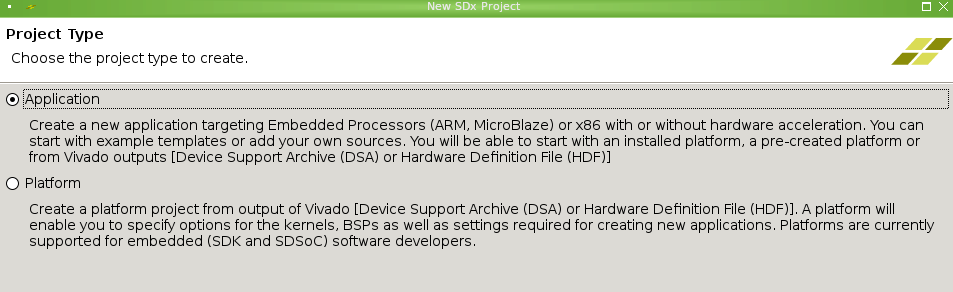 New SDx Project
Project Type
Choose the project type to create.
Application
Create a new application targeting Embedded Processors (ARM, MicroBlaze) or x86 with or without hardware acceleration. You can
start with example templates or add your own sources. You will be able to start with an installed platform, a pre-created platform or
from Vivado outputs [Device Support Archive (DSA) or Hardware Definition File (HDF)]
Platform
Create a platform project from output of Vivado [Device Support Archive (DSA) or Hardware Definition File (HDF)]. A platform will
enable you to specify options for the kernels, BSPs as well as settings required for creating new applications. Platforms are currently
supported for embedded (SDK and SDSoC) software developers.